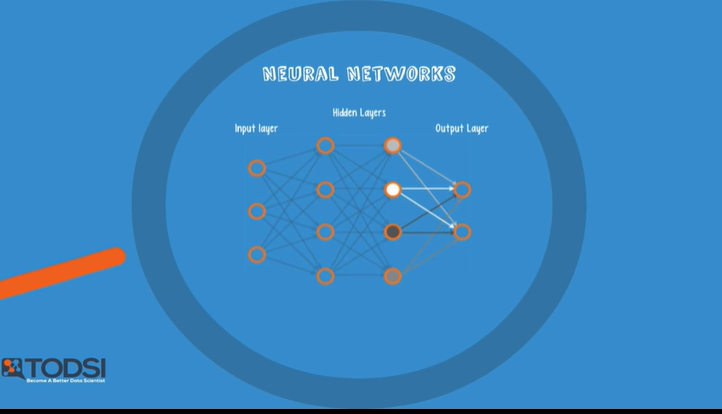 NEURAL NETWORKS
Hidden Layers
Input layer
Output Layer
TODSI
Become A Better Data Scientist